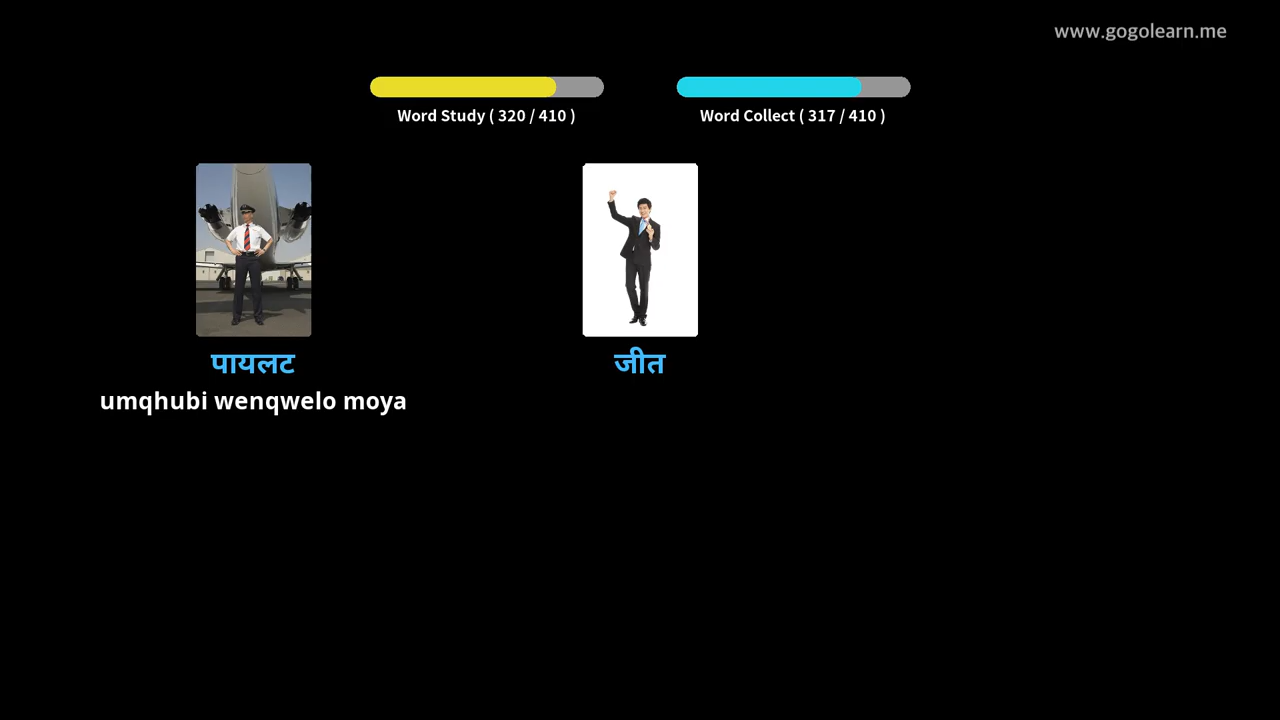 www.gogolearn.me
Word Study ( 320 / 410 )
Word Collect ( 317 / 410 )
पायलट
जीत
umqhubi wenqwelo moya